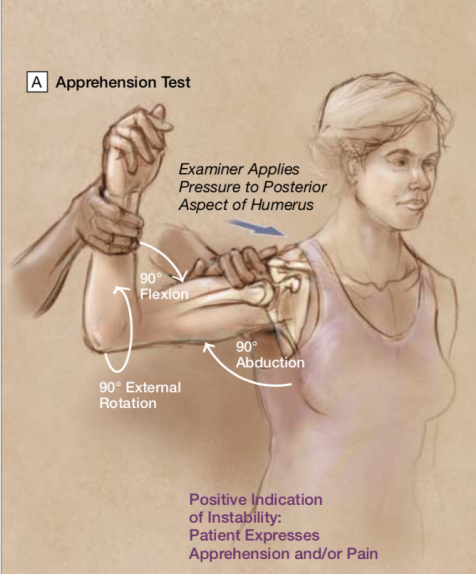 A Apprehension Test
Examiner Applies
Pressure to Posterior
Aspect of Humerus
90°
Flexion
90°
Abduction
90° External
Rotation
Positive Indication
of Instability:
Patient Expresses
Apprehension and/or Pain